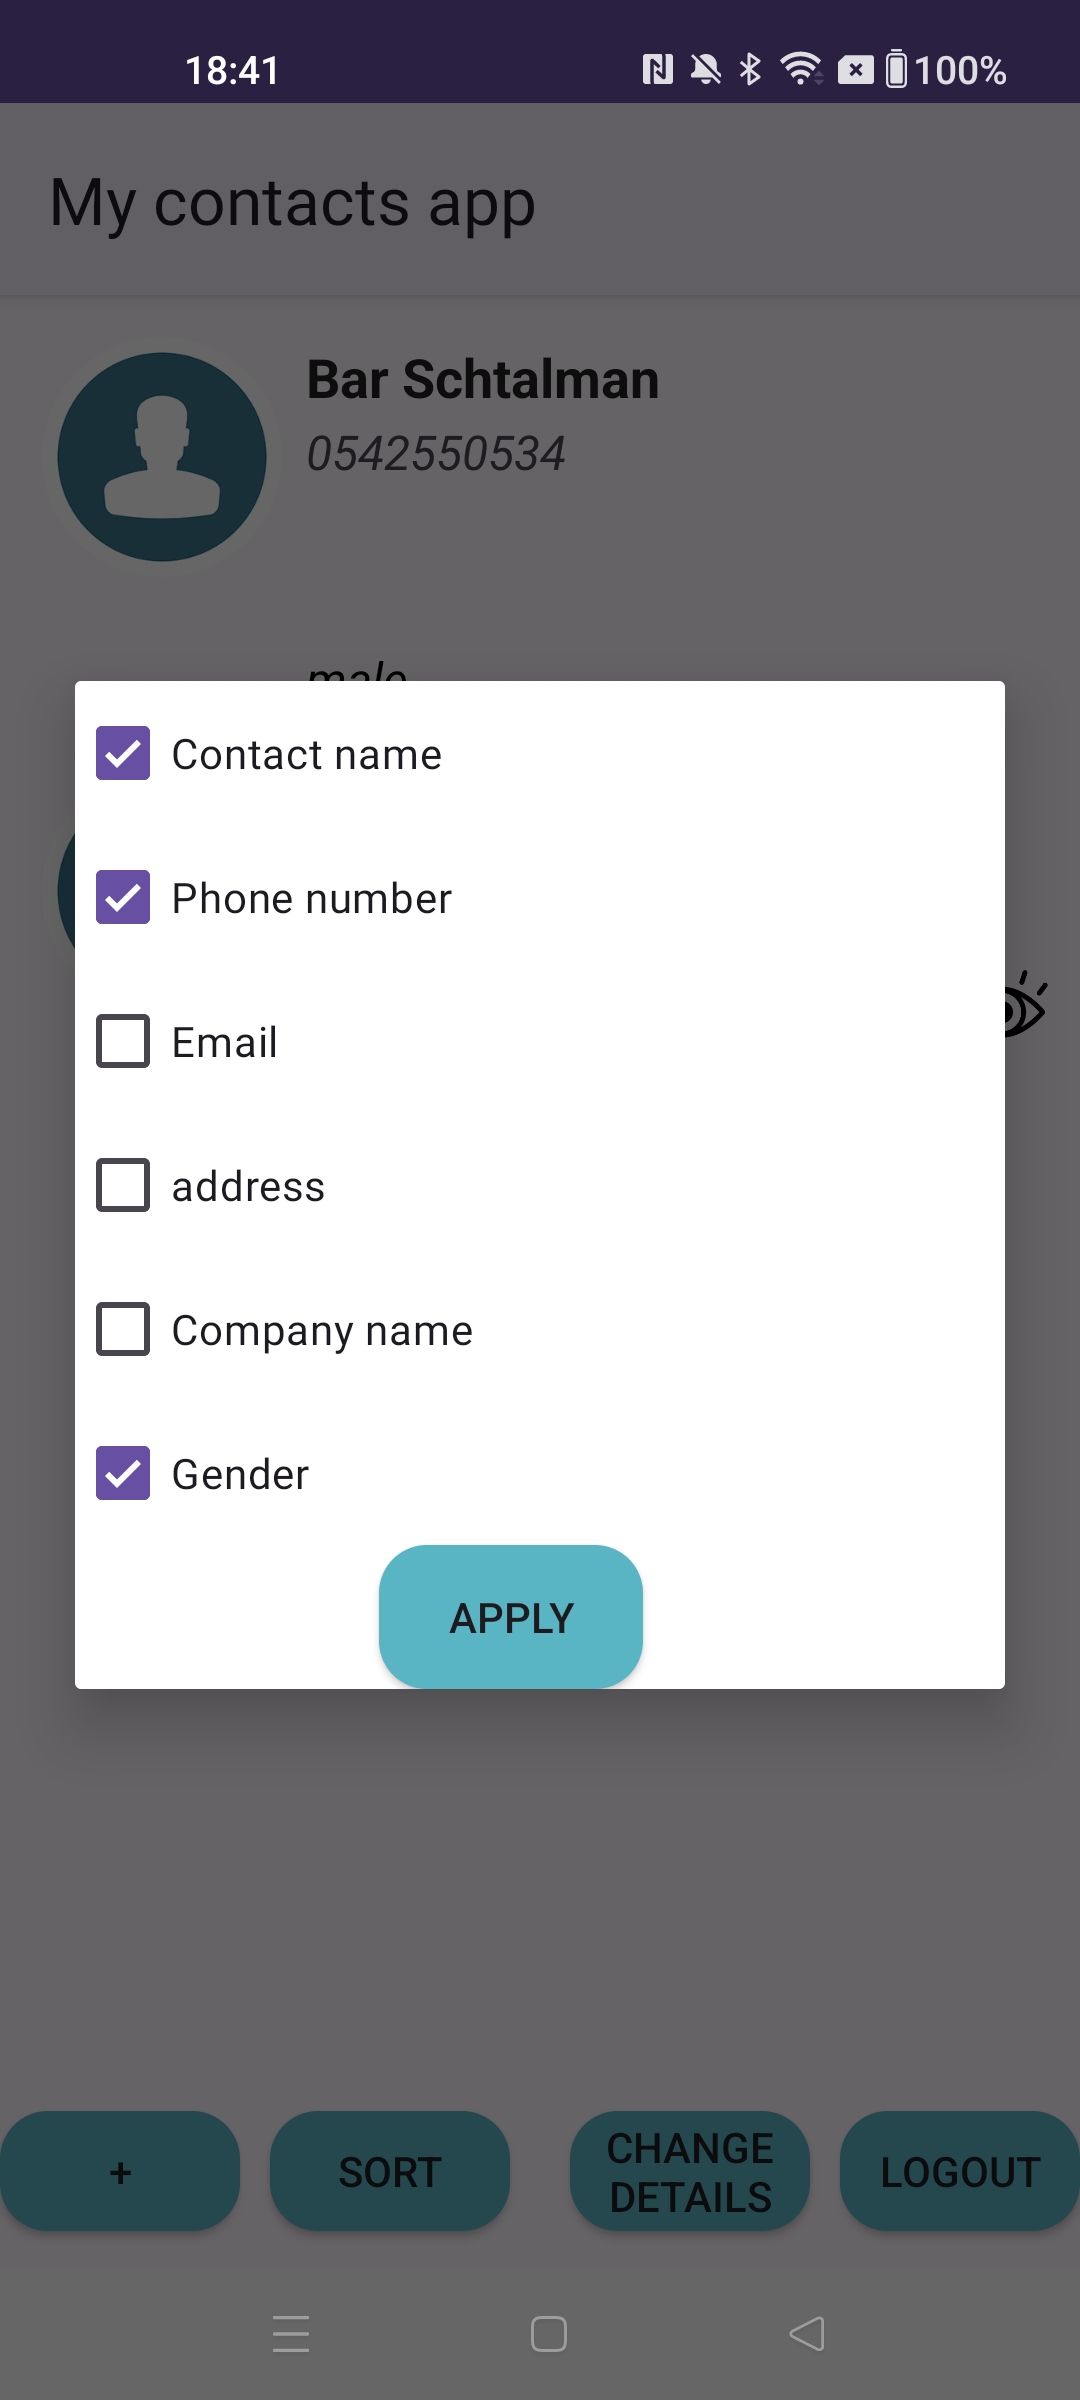 18:41
100%
My contacts app
Bar Schtalman
0542550534
male
Contact name
Phone number
Email
address
Company name
Gender
APPLY
+
SORT
CHANGE
DETAILS
LOGOUT